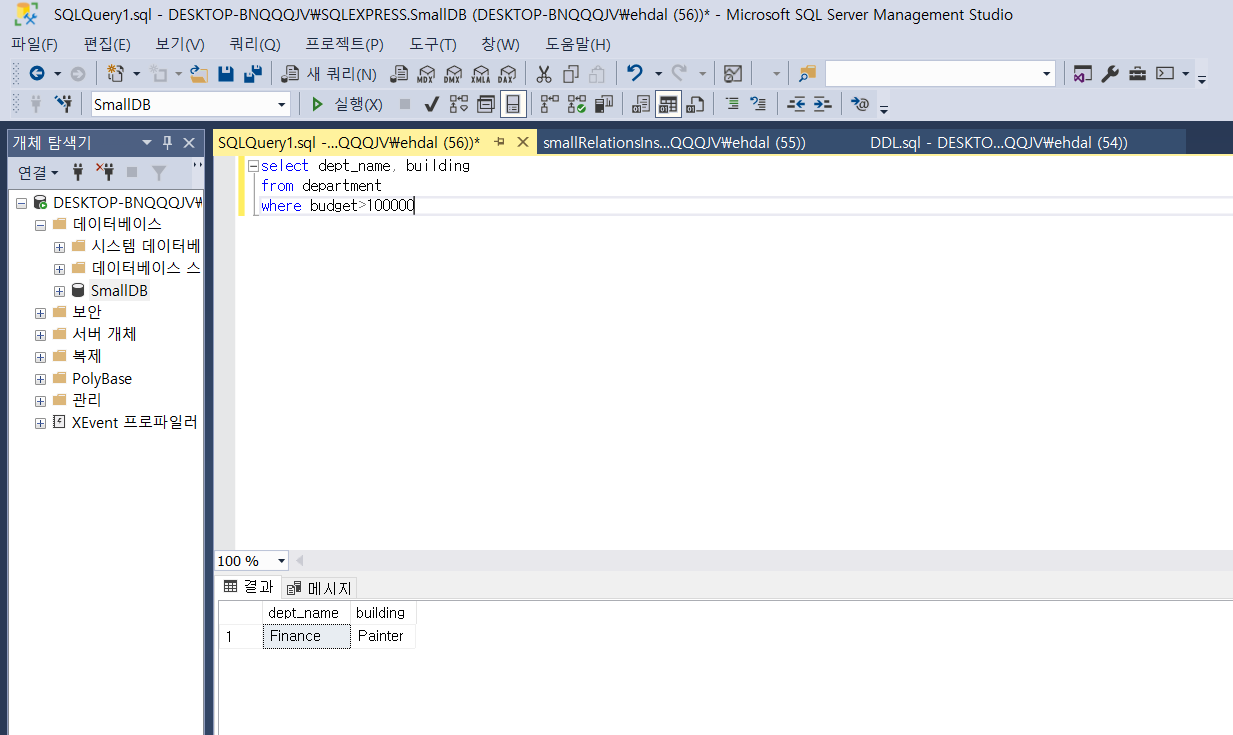 SQLQuery1.sql - DESKTOP-BNQQQJV₩SQLEXPRESS.SmallDB (DESKTOP-BNQQQJV₩ehdal (56))* - Microsoft SQL Server Management Studio
파일(F) 편집(E) 보기(V) 쿼리(Q) 프로젝트(P) 도구(T) 창(W) 도움말(H)
새 쿼리(N) MDX DMX XMLA DAX
SmallDB 실행(X)
개체 탐색기
SQLQuery1.sql -...QQQJV₩ehdal (56))* smallRelationsIns...QQQJV₩ehdal (55)) DDL.sql - DESKTO...QQJV₩ehdal (54))
연결
DESKTOP-BNQQQJV₩
데이터베이스
시스템 데이터베
데이터베이스 스
SmallDB
보안
서버 개체
복제
PolyBase
관리
XEvent 프로파일러
select dept_name, building
from department
where budget>100000
100 %
결과 메시지
dept_name building
1 Finance Painter